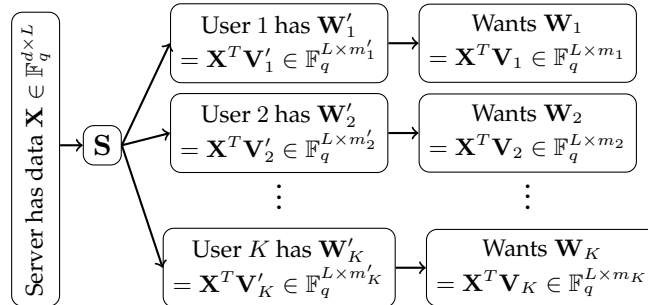 Server has data X ∈ 𝔽_q^{d×L}
S
User 1 has W′_1
= X^T V′_1 ∈ 𝔽_q^{L×m′_1}
Wants W_1
= X^T V_1 ∈ 𝔽_q^{L×m_1}
User 2 has W′_2
= X^T V′_2 ∈ 𝔽_q^{L×m′_2}
Wants W_2
= X^T V_2 ∈ 𝔽_q^{L×m_2}
⋮
⋮
User K has W′_K
= X^T V′_K ∈ 𝔽_q^{L×m′_K}
Wants W_K
= X^T V_K ∈ 𝔽_q^{L×m_K}